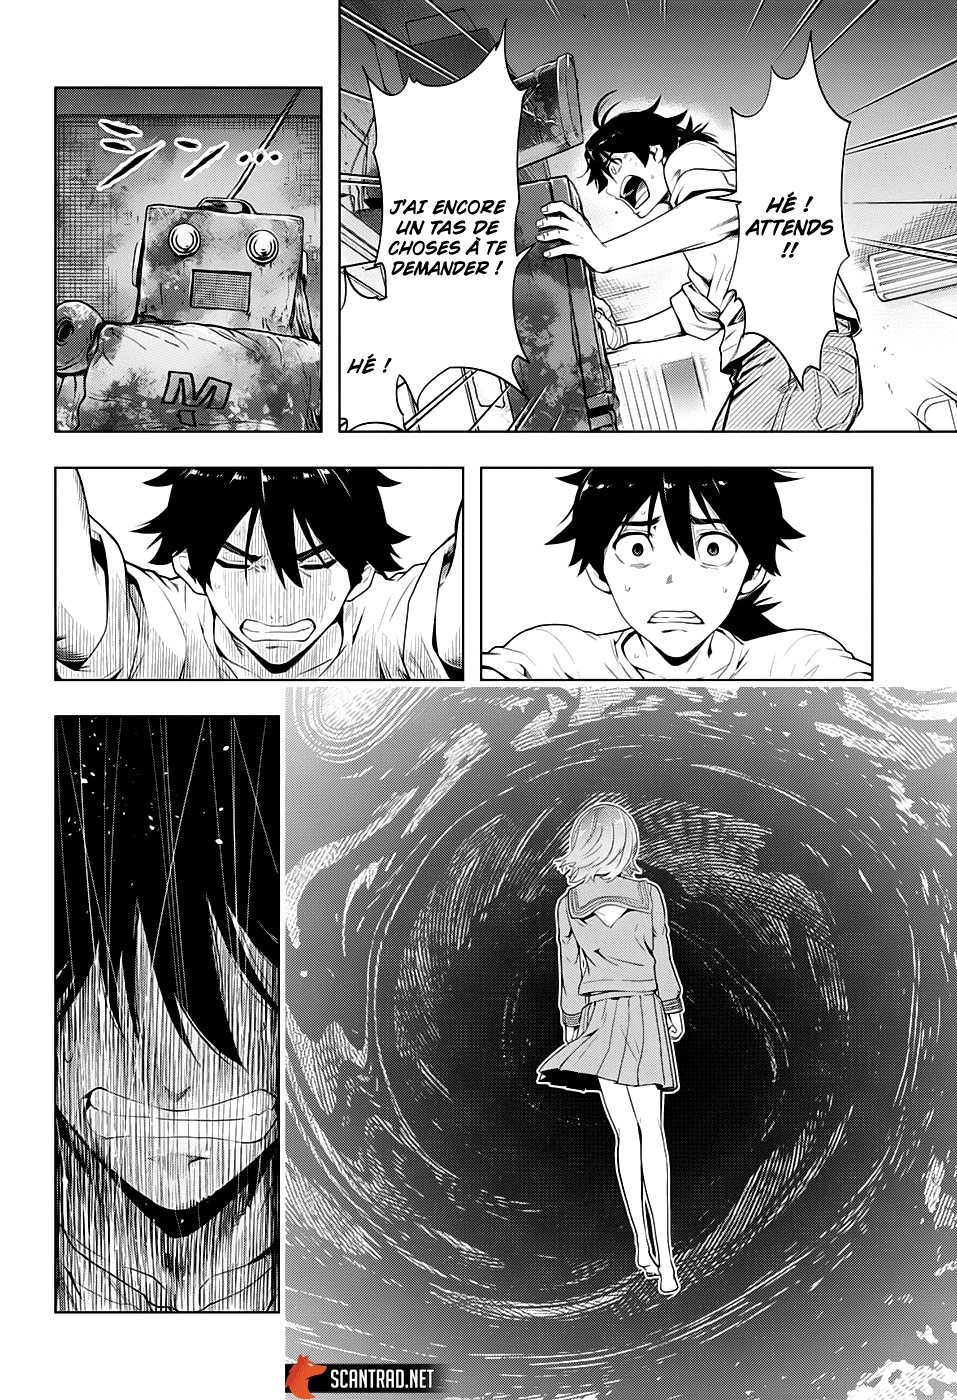 HÉ !
ATTENDS
!!
J'AI ENCORE
UN TAS DE
CHOSES À TE
DEMANDER !
HÉ !
シン…
M
SCANTRAD.NET